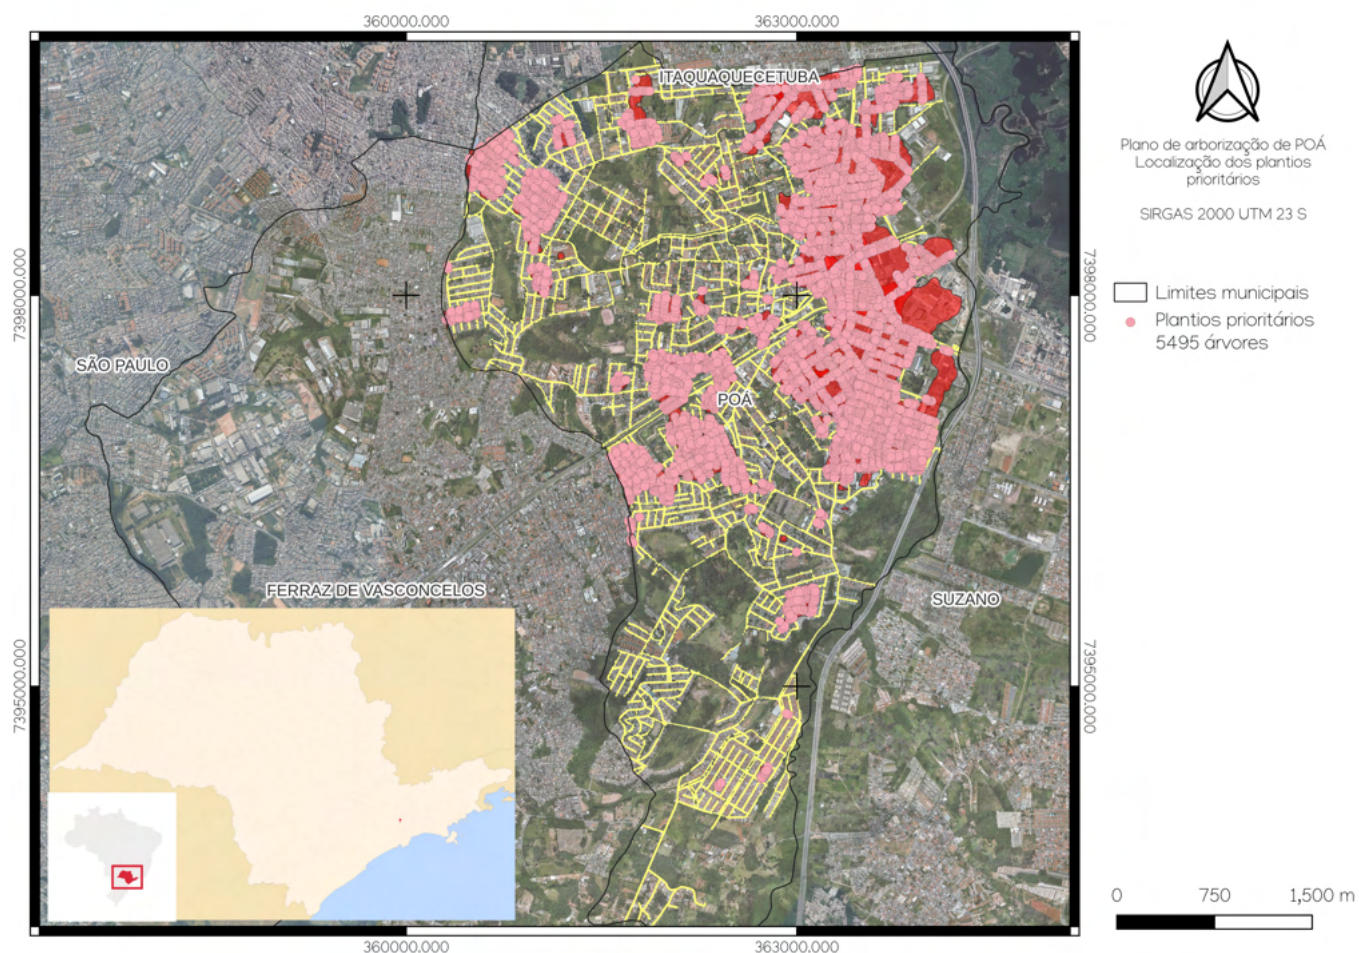 360000.000
363000.000
ITAQUAQUECETUBA
Plano de arborização de POÁ
Localização dos plantios
prioritários
SIRGAS 2000 UTM 23 S
7398000.000
7398000.000
Limites municipais
Plantios prioritários
5495 árvores
SÃO PAULO
POÁ
FERRAZ DE VASCONCELOS
SUZANO
7395000.000
7395000.000
0 750 1,500 m
360000.000
363000.000